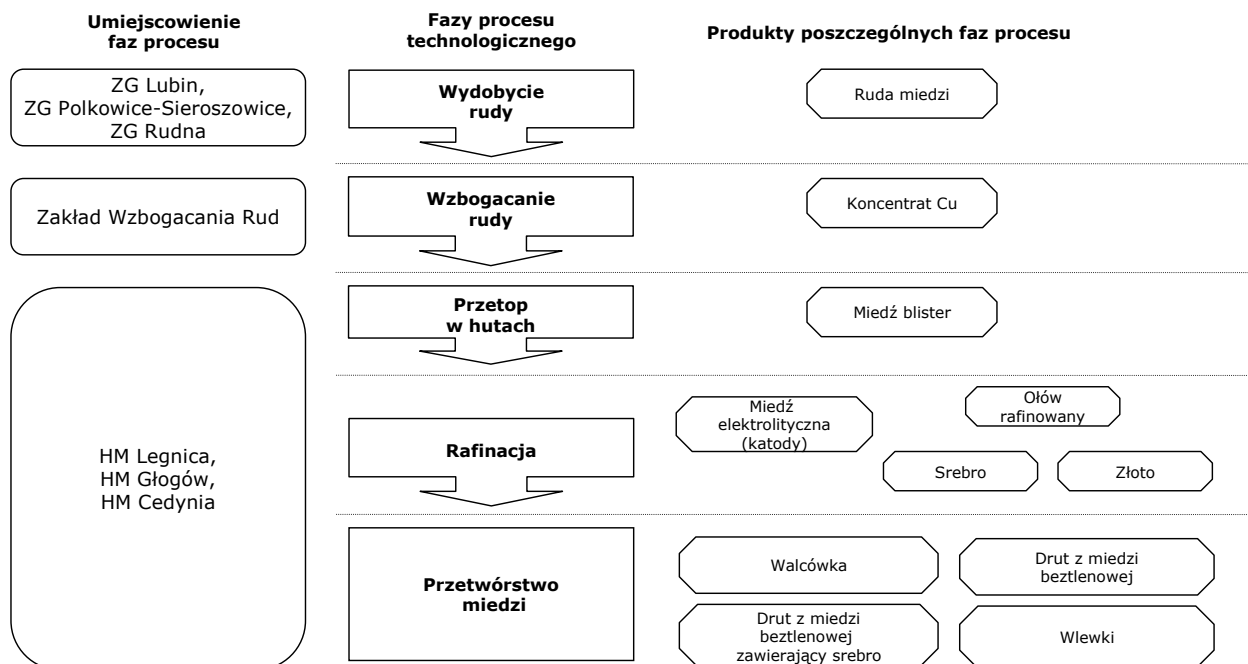 Umiejscowienie
faz procesu
Fazy procesu
technologicznego
Produkty poszczególnych faz procesu
ZG Lubin,
ZG Polkowice-Sieroszowice,
ZG Rudna
Wydobycie
rudy
Ruda miedzi
Zakład Wzbogacania Rud
Wzbogacanie
rudy
Koncentrat Cu
HM Legnica,
HM Głogów,
HM Cedynia
Przetop
w hutach
Miedź blister
Rafinacja
Miedź
elektrolityczna
(katody)
Ołów
rafinowany
Srebro
Złoto
Przetwórstwo
miedzi
Walcówka
Drut z miedzi
beztlenowej
Drut z miedzi
beztlenowej
zawierający srebro
Wlewki